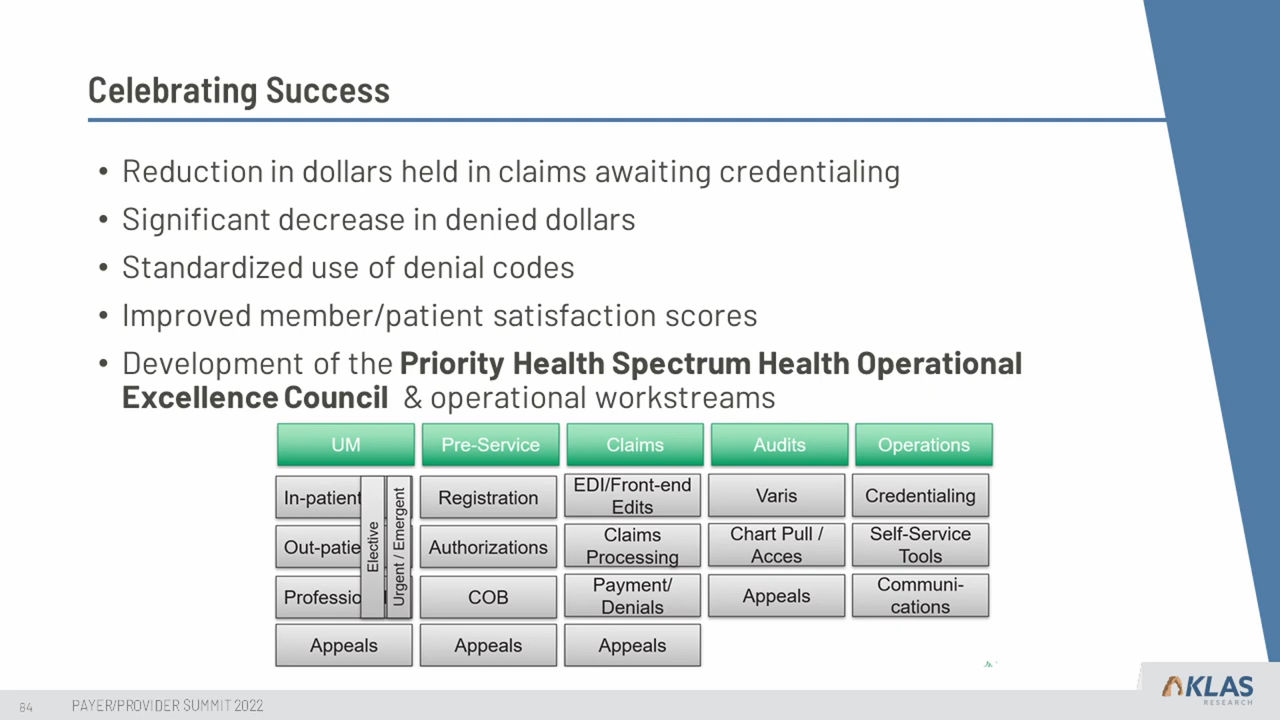 Celebrating Success
• Reduction in dollars held in claims awaiting credentialing
• Significant decrease in denied dollars
• Standardized use of denial codes
• Improved member/patient satisfaction scores
• Development of the Priority Health Spectrum Health Operational
Excellence Council & operational workstreams
UM
Pre-Service
Claims
Audits
Operations
In-patient
Out-patie
Professio
Appeals
Elective
Urgent / Emergent
Registration
Authorizations
COB
Appeals
EDI/Front-end
Edits
Claims
Processing
Payment/
Denials
Appeals
Varis
Chart Pull /
Acces
Appeals
Credentialing
Self-Service
Tools
Communi-
cations
84
PAYER/PROVIDER SUMMIT 2022
KLAS
RESEARCH